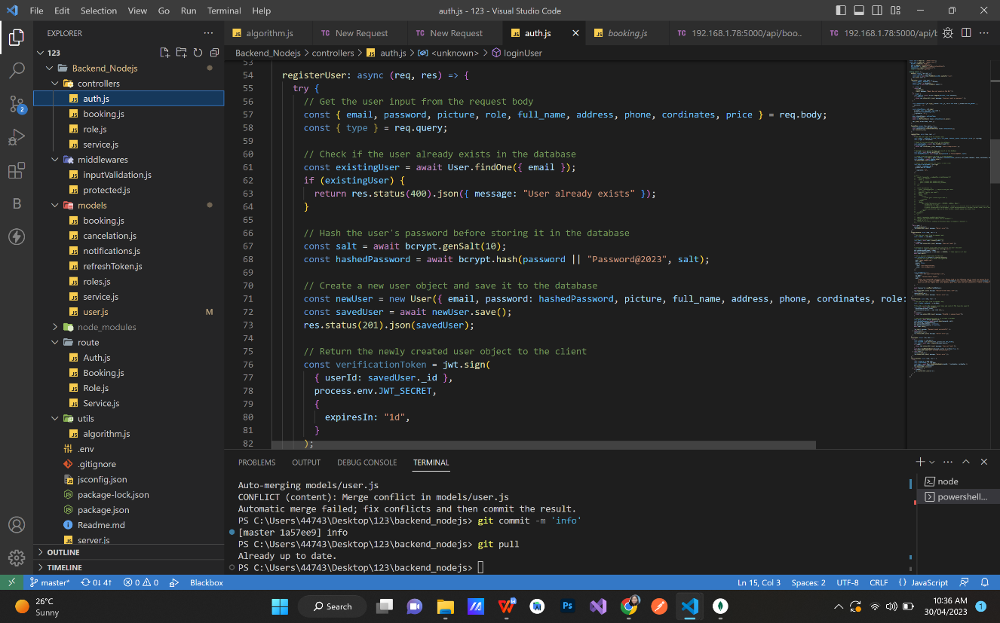 File Edit Selection View Go Run Terminal Help
auth.js - 123 - Visual Studio Code
EXPLORER
123
Backend_Nodejs
controllers
auth.js
booking.js
role.js
service.js
middlewares
inputValidation.js
protected.js
models
booking.js
cancelation.js
notifications.js
refreshToken.js
roles.js
service.js
user.js M
node_modules
route
Auth.js
Booking.js
Role.js
Service.js
utils
algorithm.js
.env
.gitignore
jsconfig.json
package-lock.json
package.json
Readme.md
server.js
OUTLINE
TIMELINE
algorithm.js
TC New Request
TC New Request
auth.js
booking.js
TC 192.168.1.78:5000/api/boo..
TC 192.168.1.78:5000/api/b
Backend_Nodejs > controllers > auth.js > <unknown> > loginUser
53
54 registerUser: async (req, res) => {
55 try {
56 // Get the user input from the request body
57 const { email, password, picture, role, full_name, address, phone, cordinates, price } = req.body;
58 const { type } = req.query;
59
60 // Check if the user already exists in the database
61 const existingUser = await User.findOne({ email });
62 if (existingUser) {
63 return res.status(400).json({ message: "User already exists" });
64 }
65
66 // Hash the user's password before storing it in the database
67 const salt = await bcrypt.genSalt(10);
68 const hashedPassword = await bcrypt.hash(password || "Password@2023", salt);
69
70 // Create a new user object and save it to the database
71 const newUser = new User({ email, password: hashedPassword, picture, full_name, address, phone, cordinates, role:
72 const savedUser = await newUser.save();
73 res.status(201).json(savedUser);
74
75 // Return the newly created user object to the client
76 const verificationToken = jwt.sign(
77 { userId: savedUser._id },
78 process.env.JWT_SECRET,
79 {
80 expiresIn: "1d",
81 }
82 );
PROBLEMS OUTPUT DEBUG CONSOLE TERMINAL
Auto-merging models/user.js
CONFLICT (content): Merge conflict in models/user.js
Automatic merge failed; fix conflicts and then commit the result.
PS C:\Users\44743\Desktop\123\backend_nodejs> git commit -m 'info'
[master 1a57ee9] info
PS C:\Users\44743\Desktop\123\backend_nodejs> git pull
Already up to date.
PS C:\Users\44743\Desktop\123\backend_nodejs>
node
powershell...
2
B
master* 0↓ 4↑ 0 0 Blackbox
Ln 15, Col 3 Spaces: 2 UTF-8 CRLF {} JavaScript
26°C
Sunny
Search
Ps
10:36 AM
30/04/2023
1